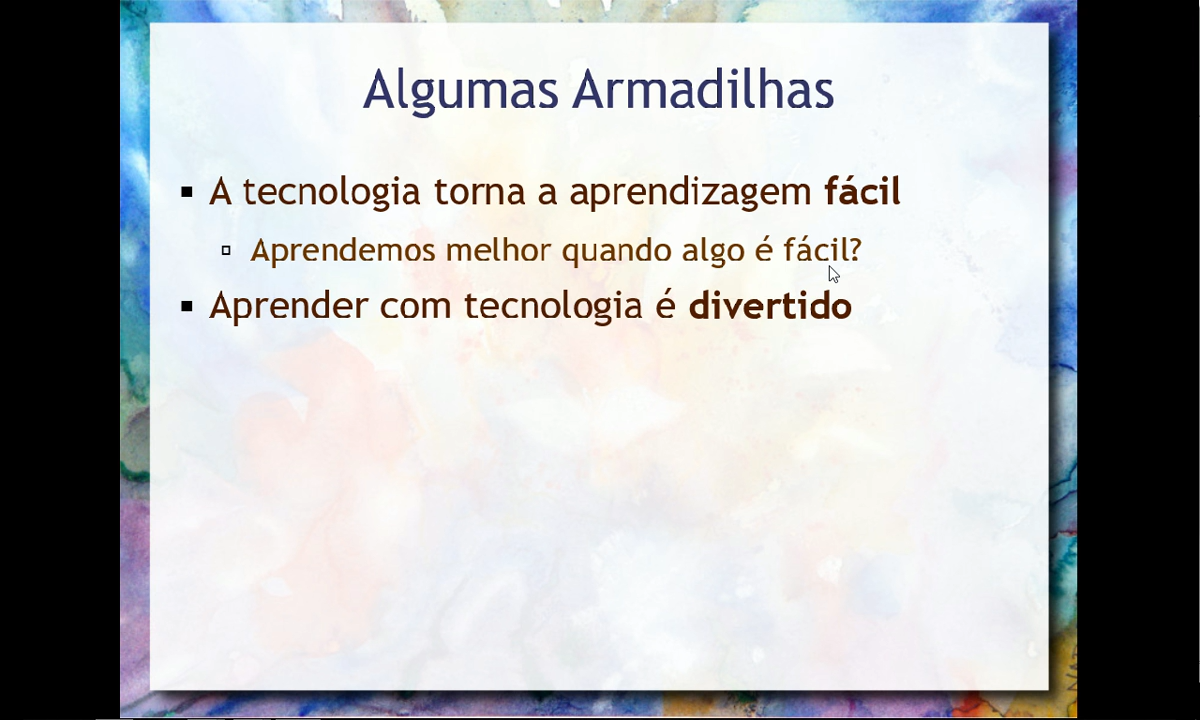 Algumas Armadilhas
A tecnologia torna a aprendizagem fácil
Aprendemos melhor quando algo é fácil?
Aprender com tecnologia é divertido